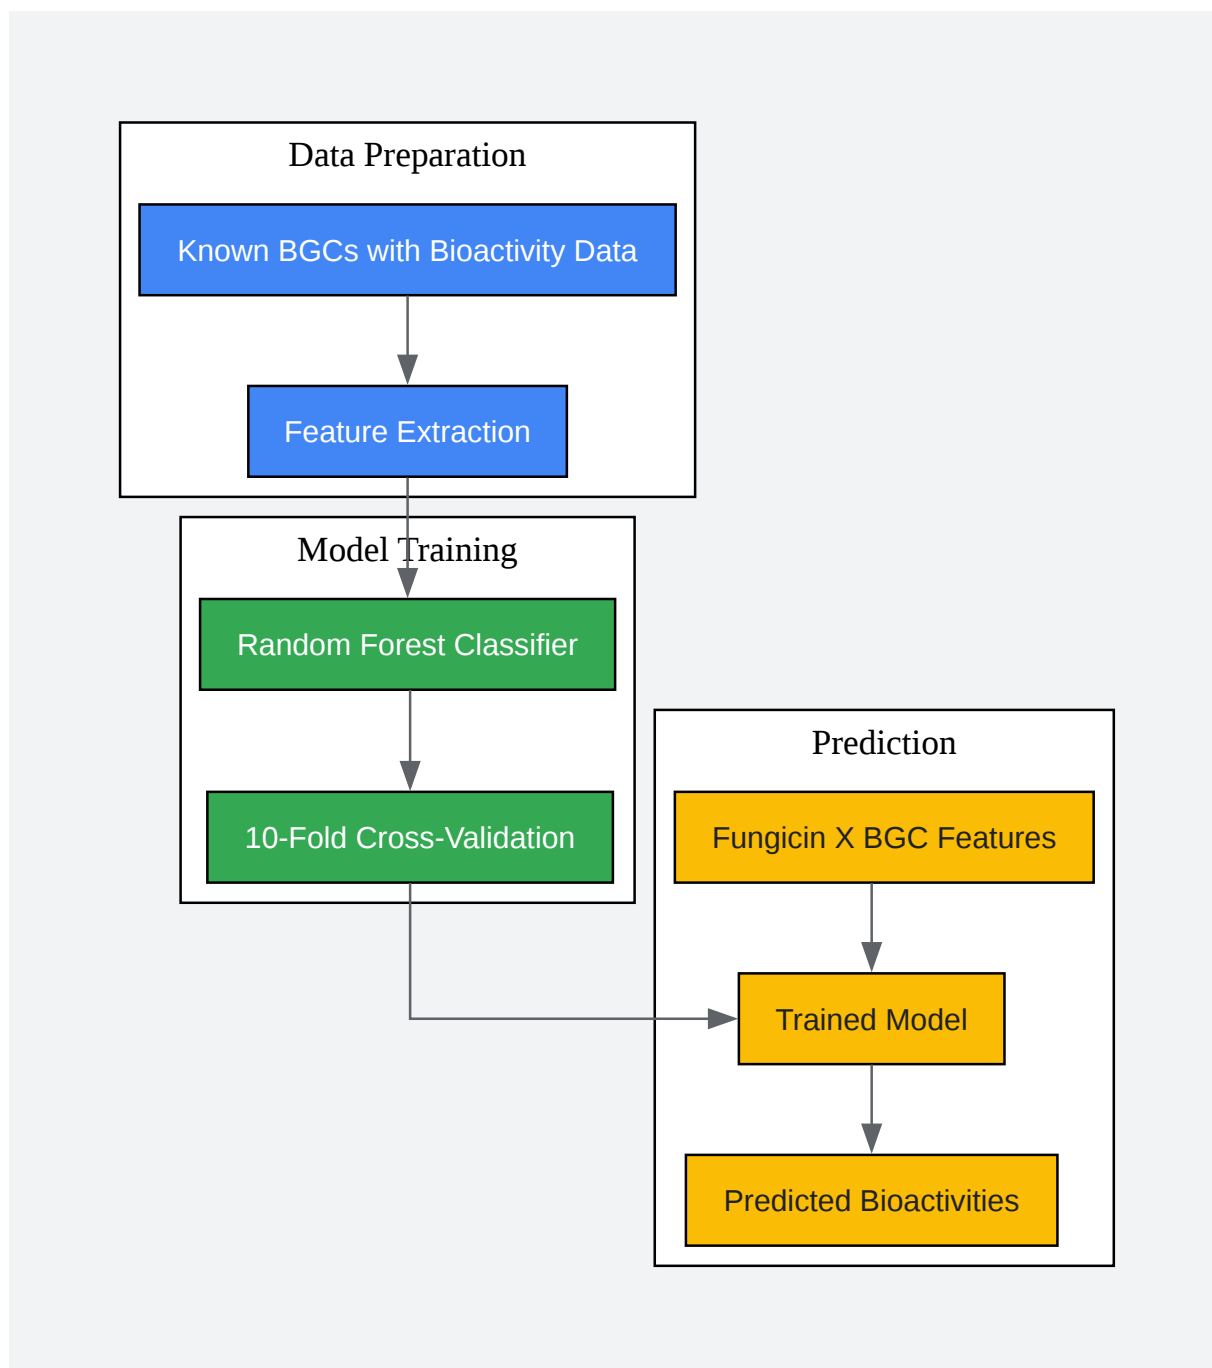 Data Preparation
Known BGCs with Bioactivity Data
Feature Extraction
Model Training
Random Forest Classifier
10-Fold Cross-Validation
Prediction
Fungicin X BGC Features
Trained Model
Predicted Bioactivities